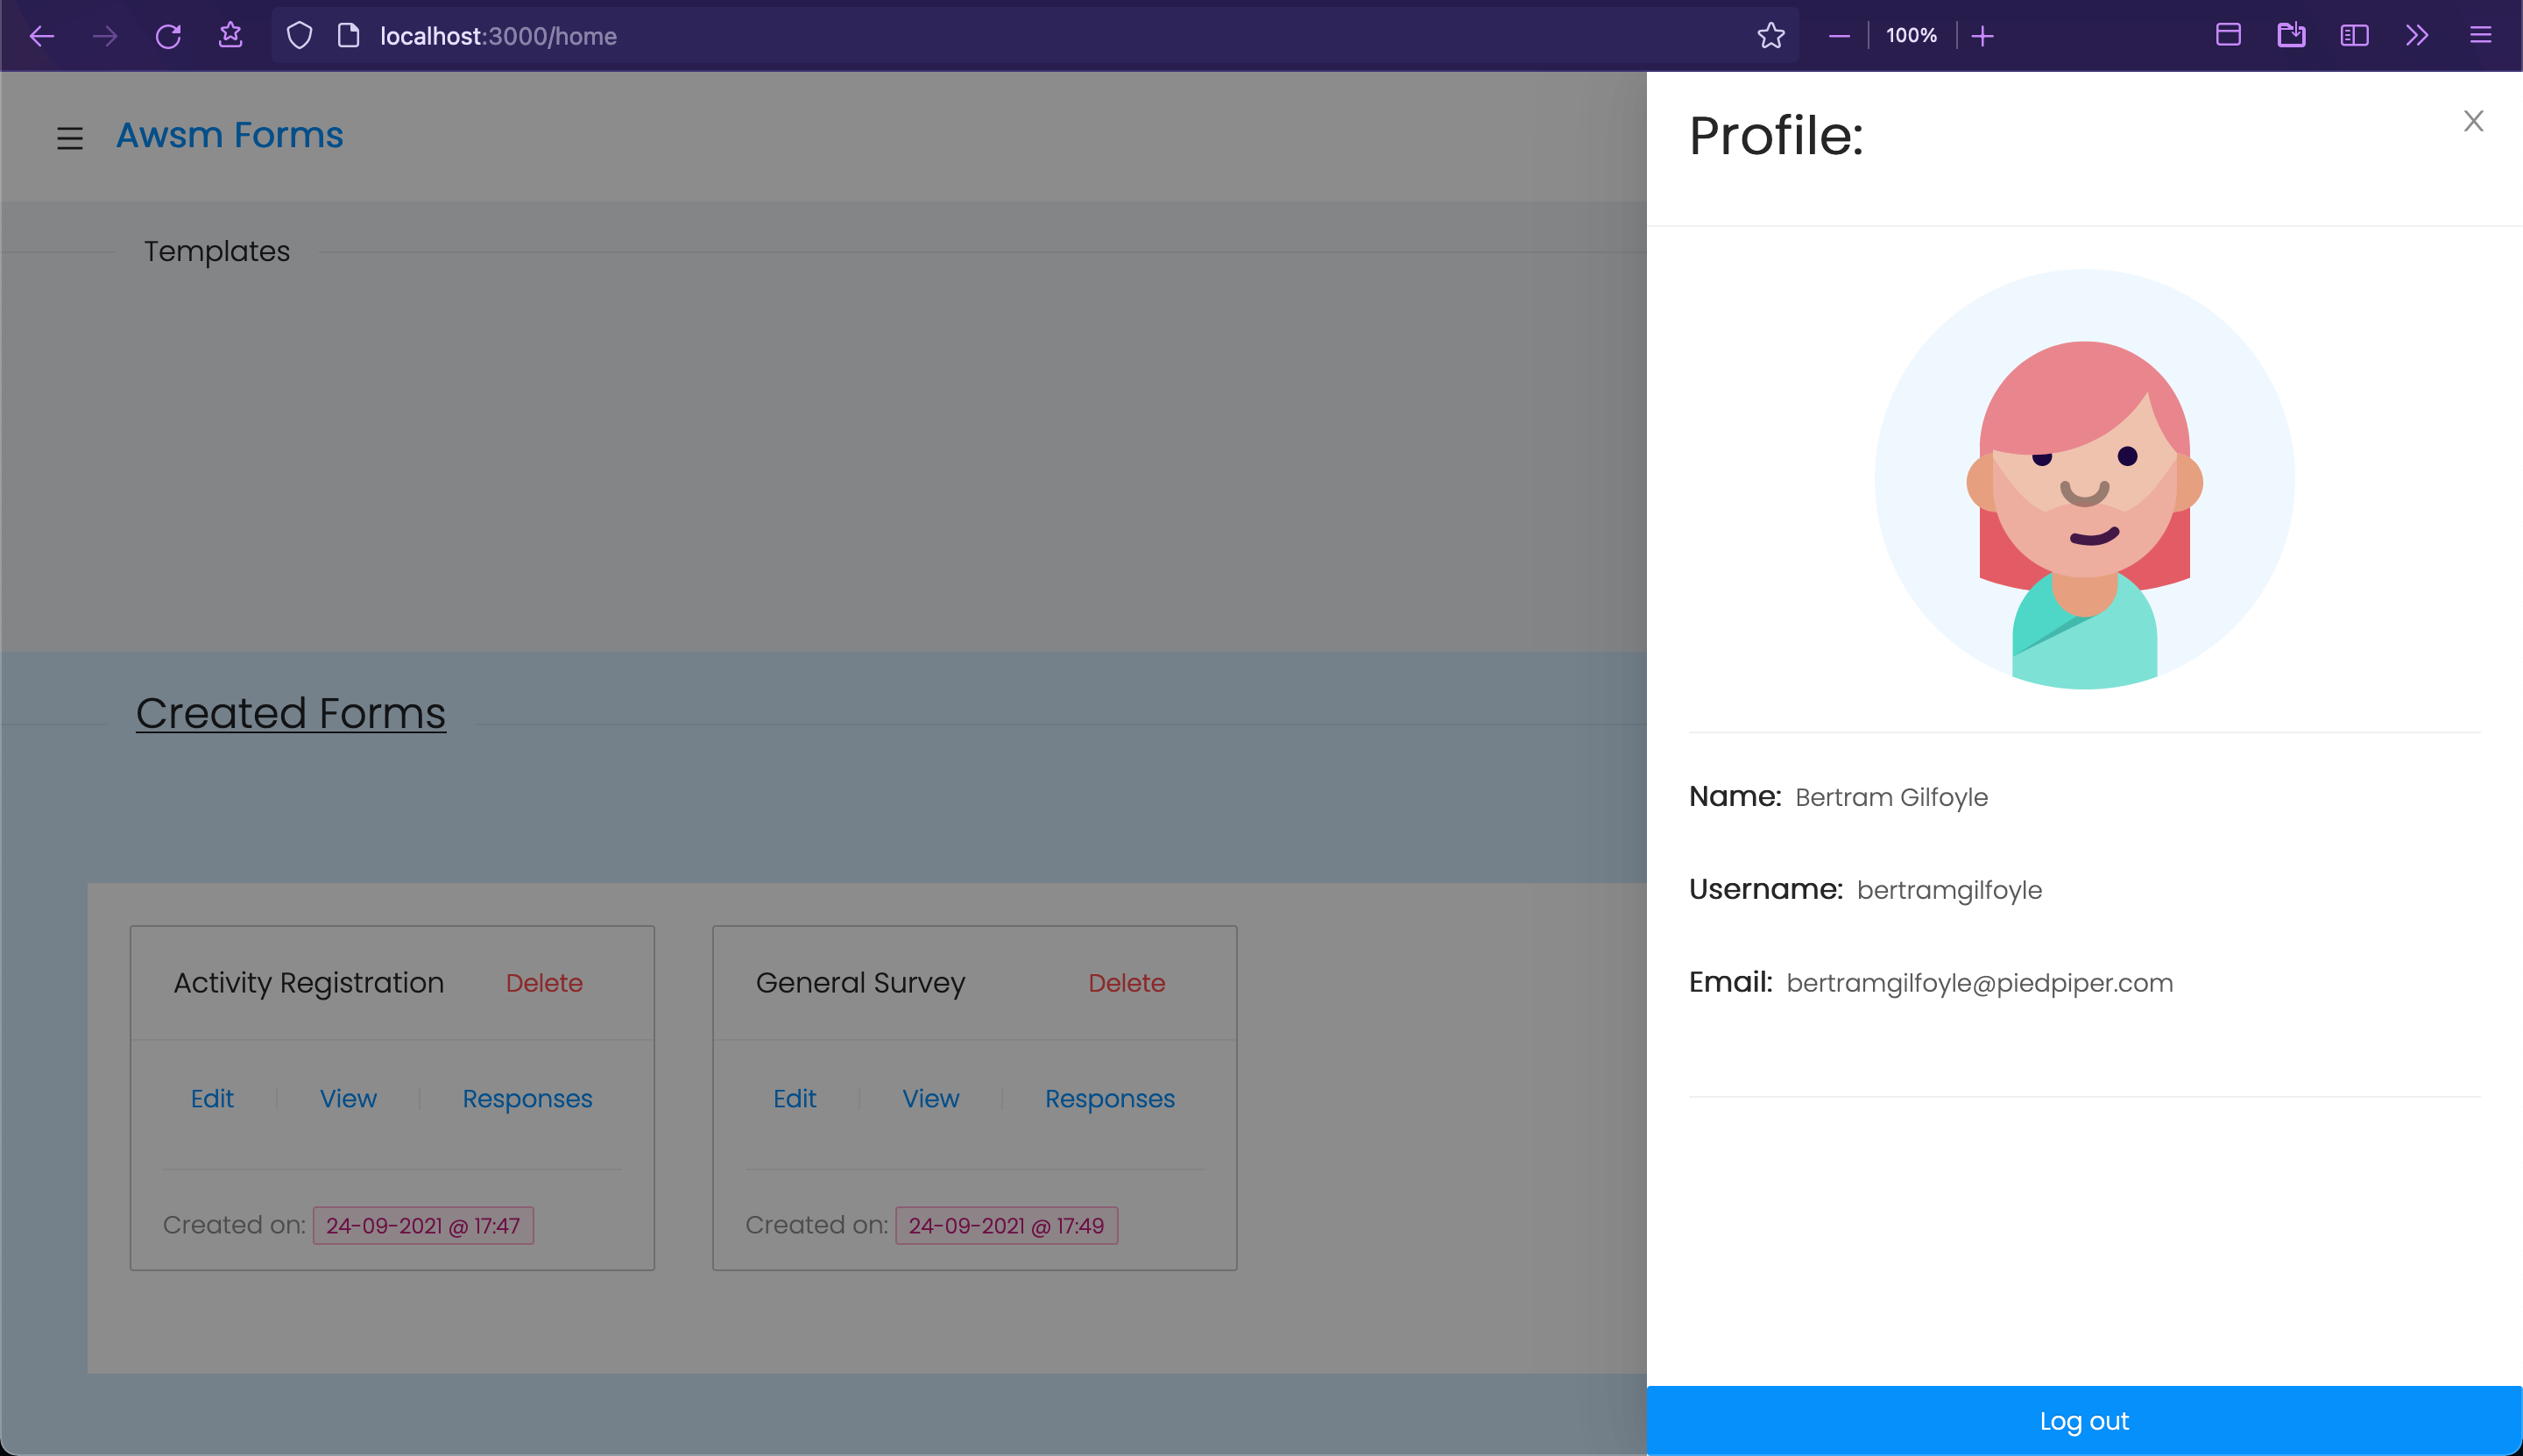 localhost:3000/home
100%
Awsm Forms
Templates
Created Forms
Activity Registration Delete
Edit View Responses
Created on: 24-09-2021 @ 17:47
General Survey Delete
Edit View Responses
Created on: 24-09-2021 @ 17:49
Profile:
Name: Bertram Gilfoyle
Username: bertramgilfoyle
Email: bertramgilfoyle@piedpiper.com
Log out